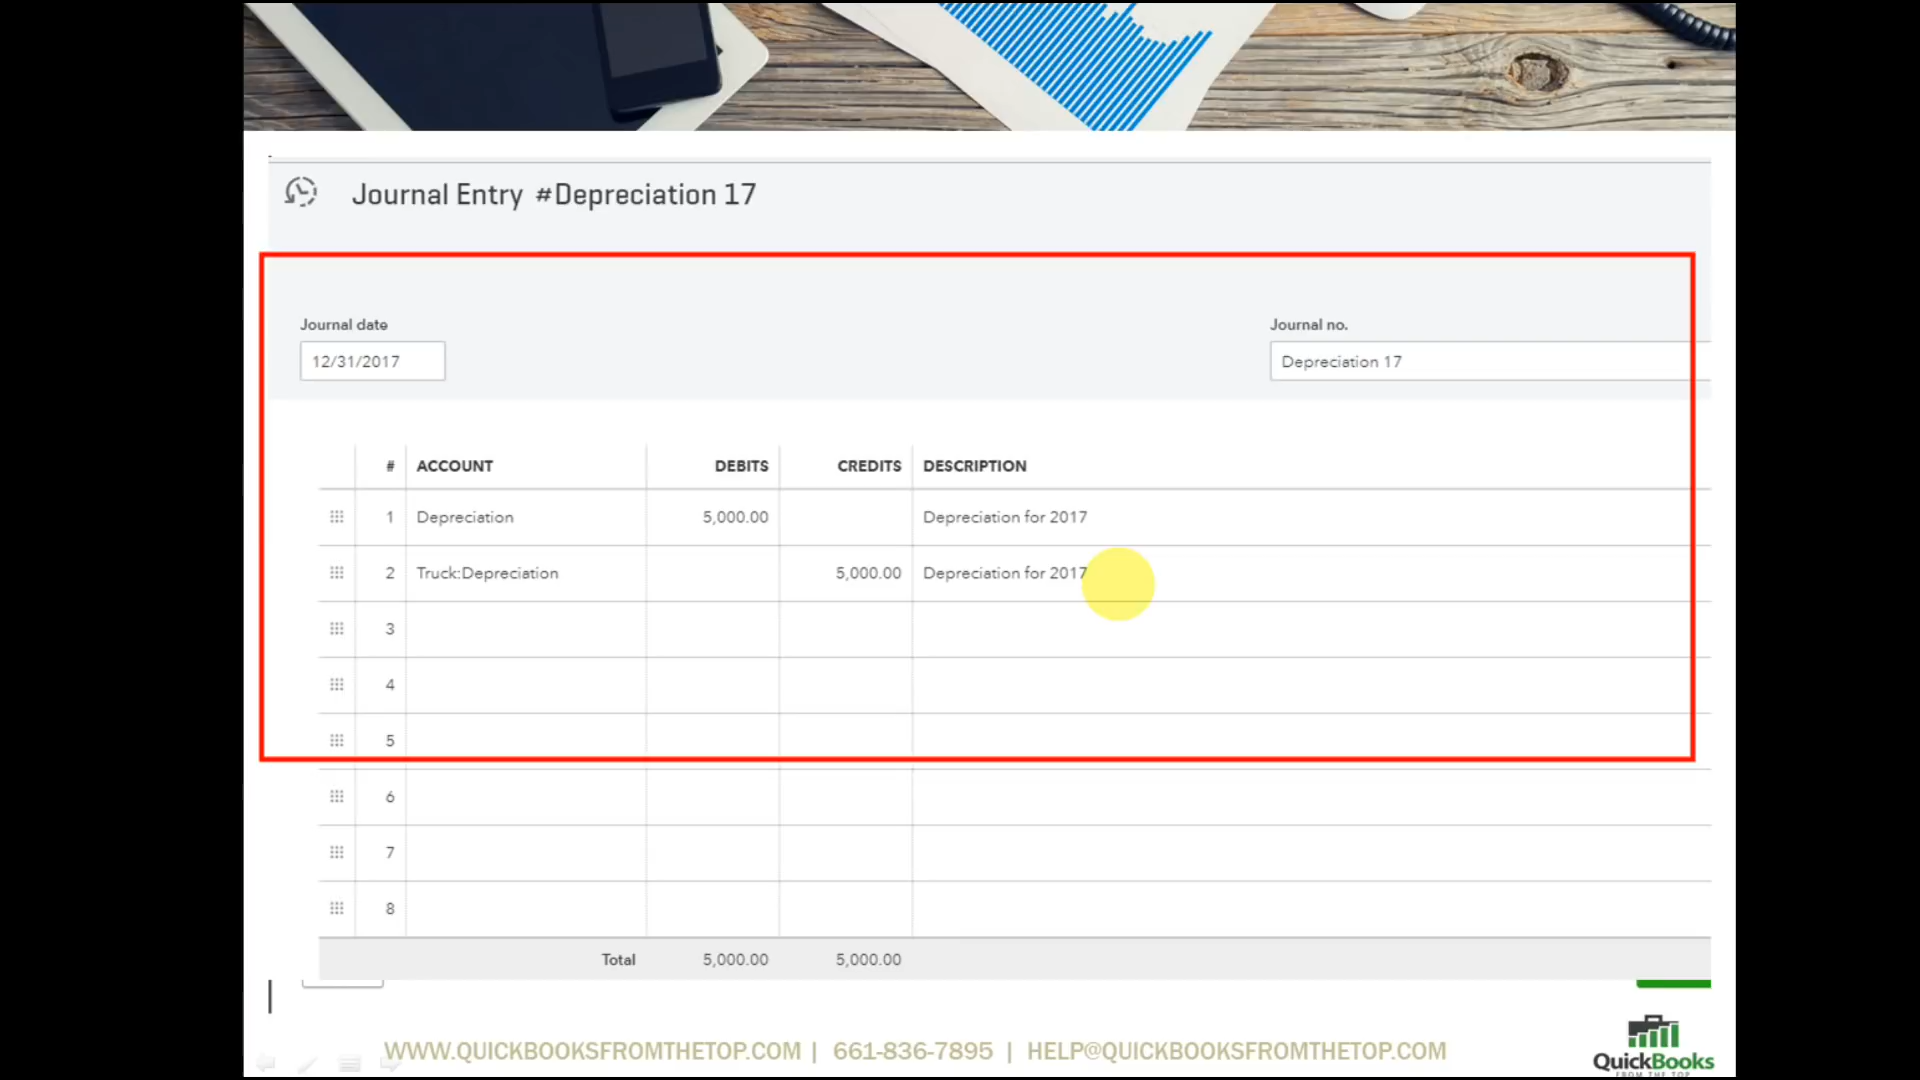 Journal Entry #Depreciation 17
Journal date
Journal no.
12/31/2017
Depreciation 17
# ACCOUNT DEBITS CREDITS DESCRIPTION
1 Depreciation 5,000.00 Depreciation for 2017
2 Truck:Depreciation 5,000.00 Depreciation for 2017
3
4
5
6
7
8
Total 5,000.00 5,000.00
WWW.QUICKBOOKSFROMTHETOP.COM | 661-836-7895 | HELP@QUICKBOOKSFROMTHETOP.COM
QuickBooks
FROM THE TOP